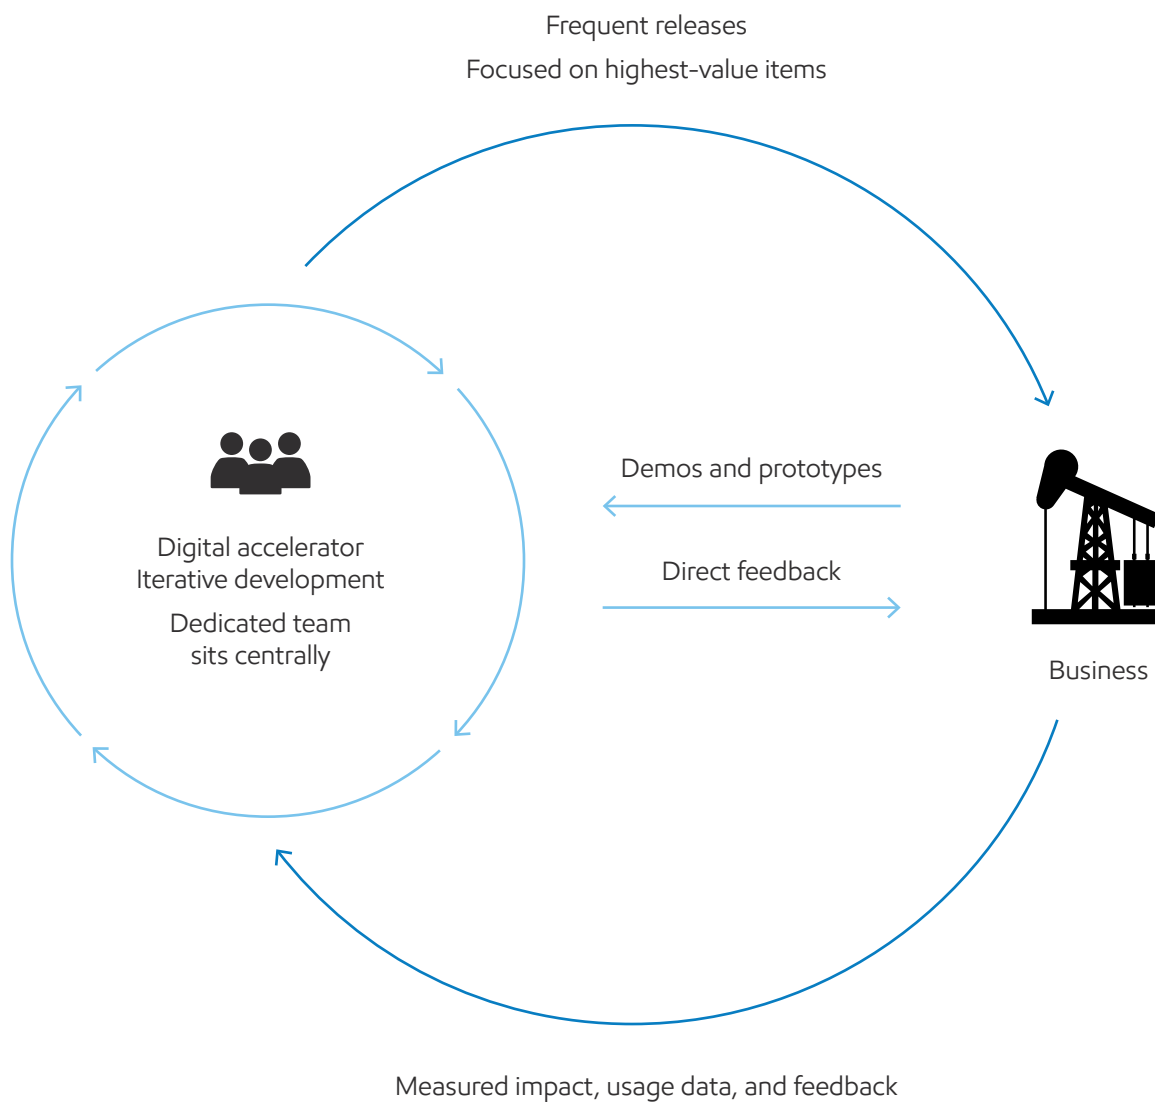 Frequent releases
Focused on highest-value items
Demos and prototypes
Digital accelerator
Iterative development
Direct feedback
Dedicated team
sits centrally
Business
Measured impact, usage data, and feedback